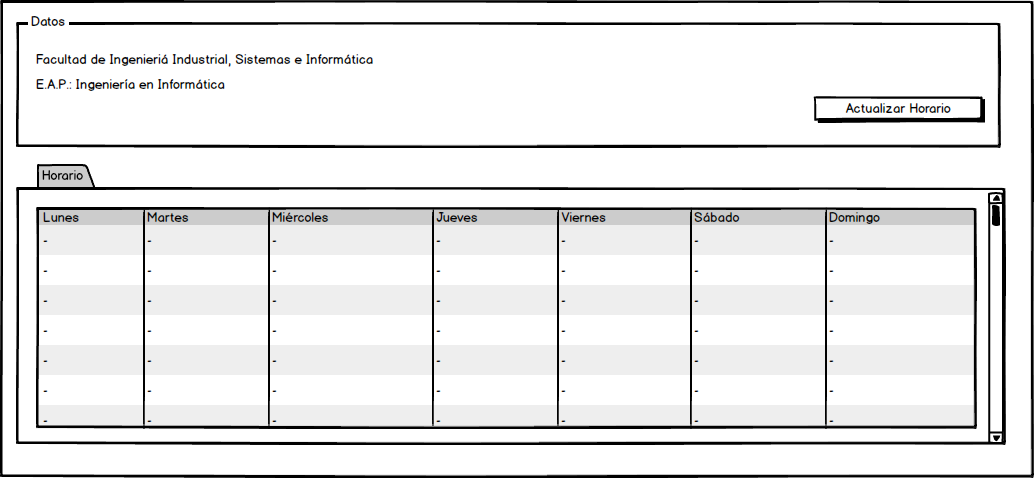 Datos
Facultad de Ingenieriá Industrial, Sistemas e Informática
E.A.P.: Ingeniería en Informática
Actualizar Horario
Horario
Lunes Martes Miércoles Jueves Viernes Sábado Domingo
- - - - - - -
- - - - - - -
- - - - - - -
- - - - - - -
- - - - - - -
- - - - - - -
- - - - - - -